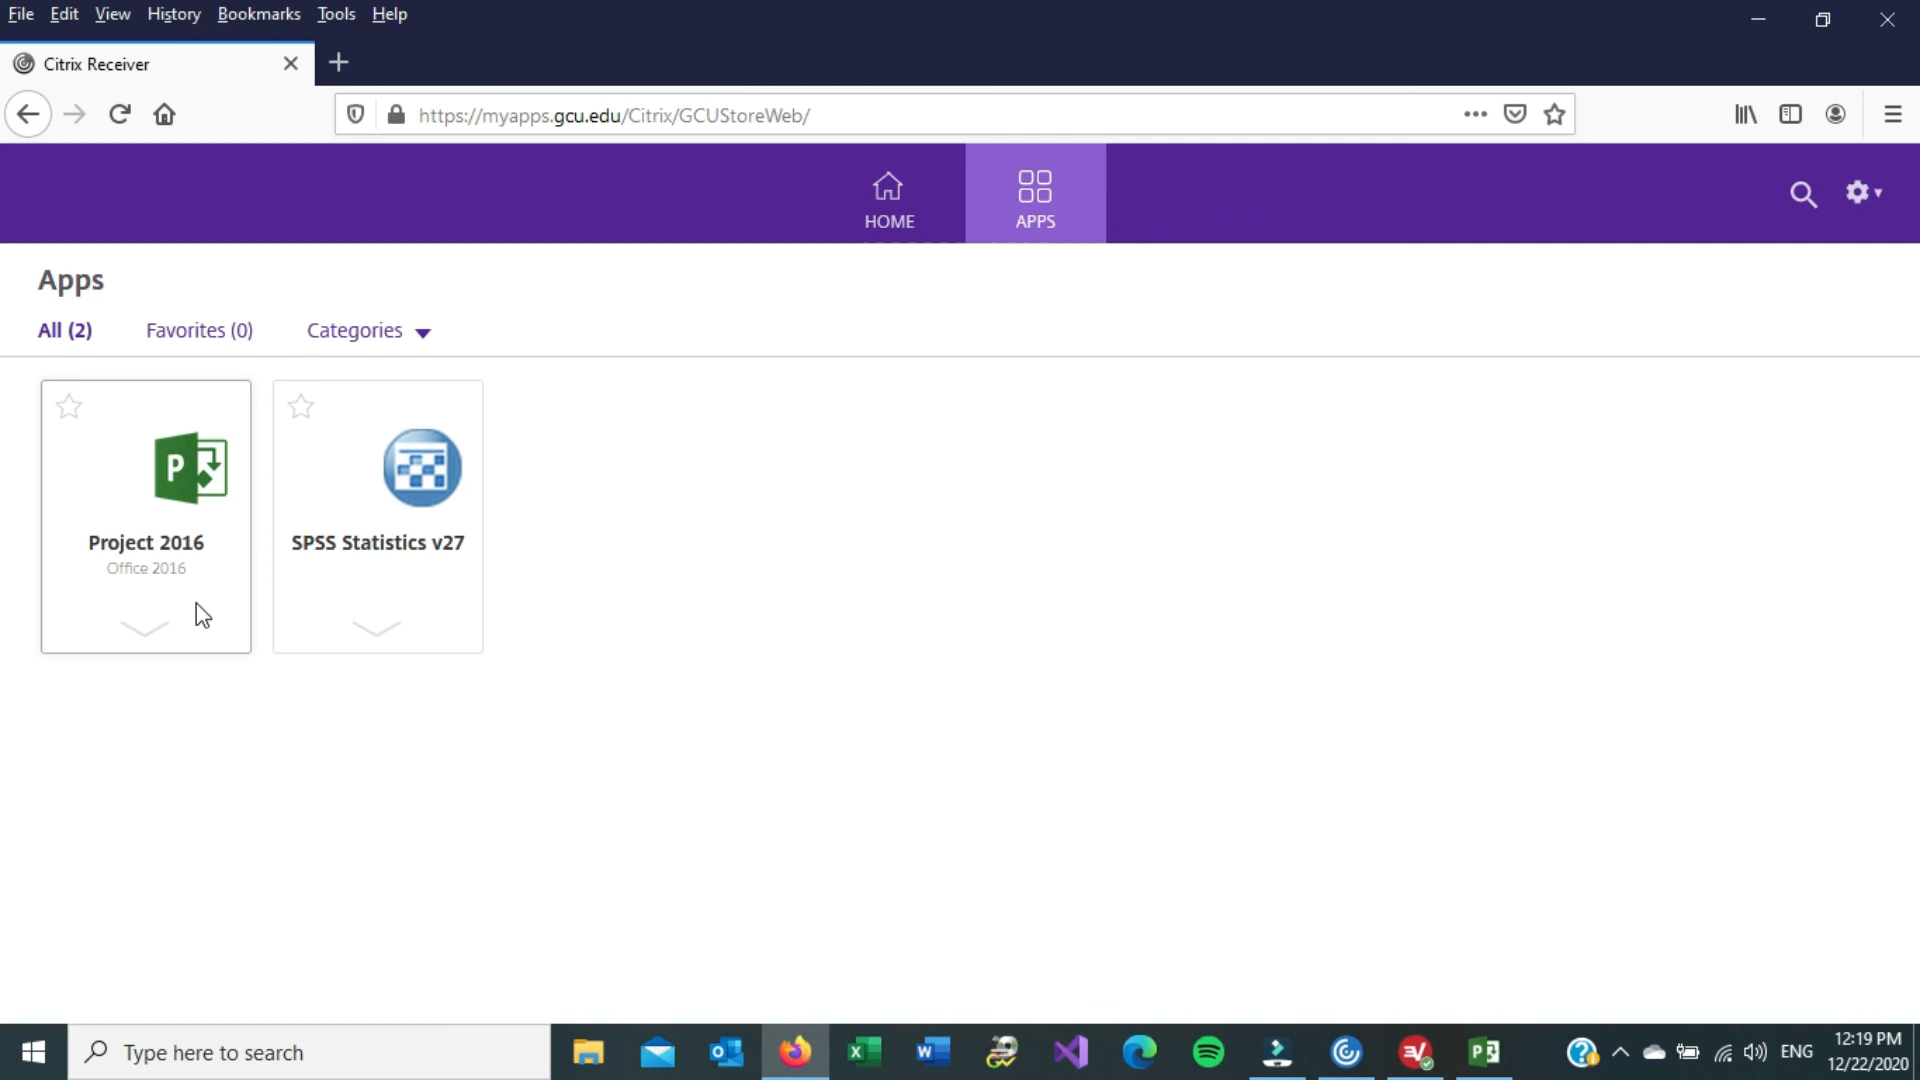 File Edit View History Bookmarks Tools Help
Citrix Receiver
https://myapps.gcu.edu/Citrix/GCUStoreWeb/
HOME APPS
Apps
All (2) Favorites (0) Categories
P
Project 2016
Office 2016
SPSS Statistics v27
Type here to search
ENG
12:19 PM
12/22/2020